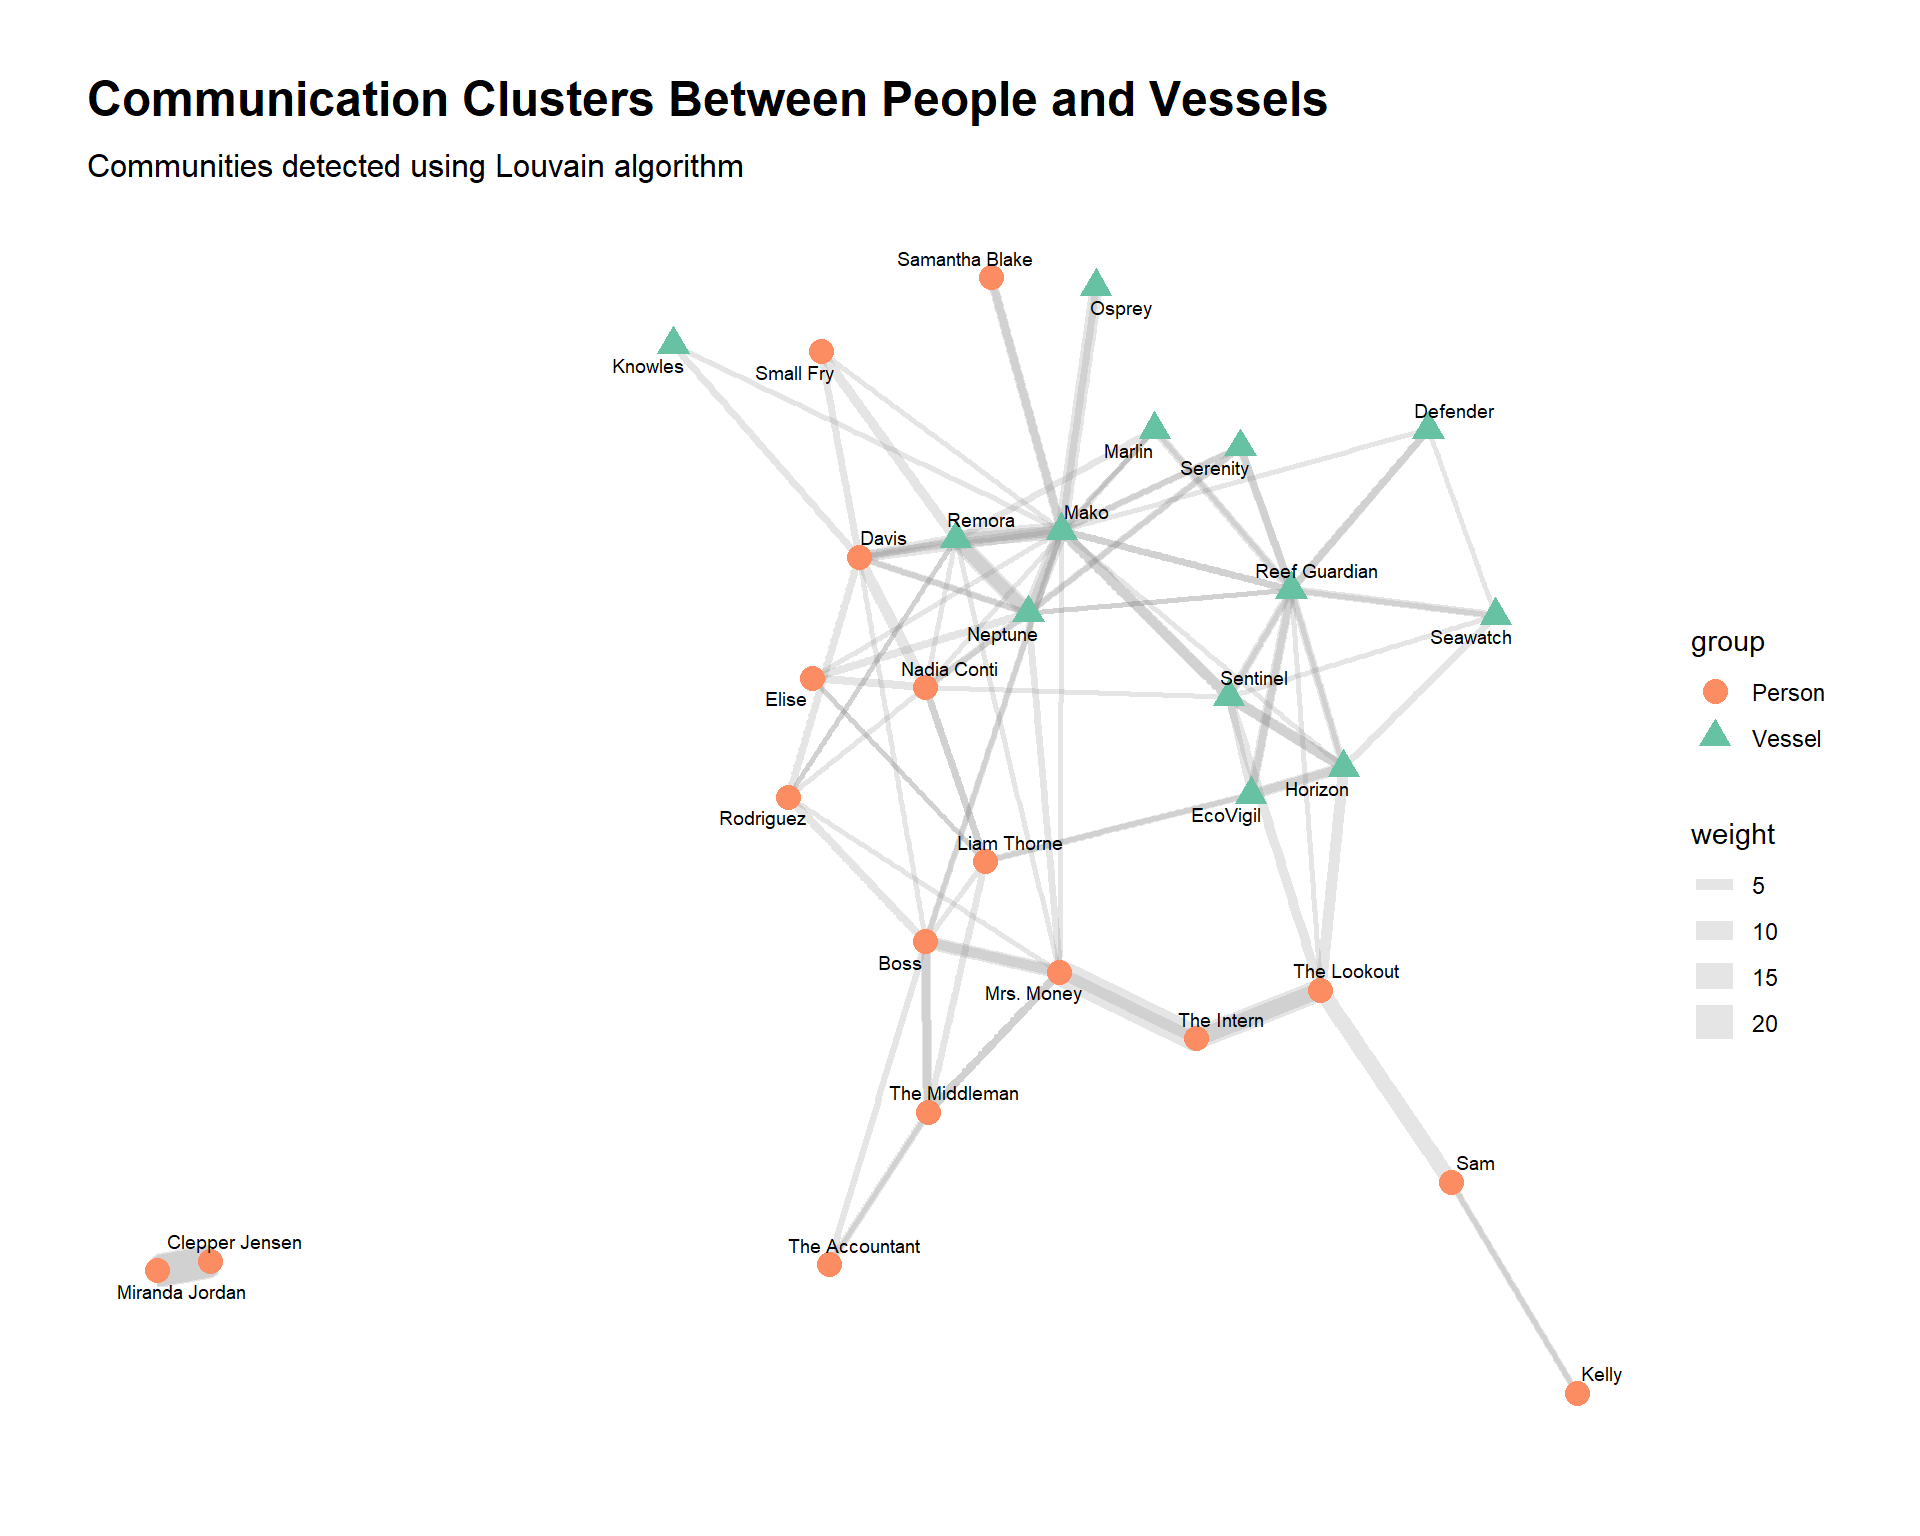 Communication Clusters Between People and Vessels
Communities detected using Louvain algorithm
Samantha Blake
Osprey
Knowles
Small Fry
Defender
Marlin
Serenity
Mako
Remora
Davis
Reef Guardian
Neptune
Seawatch
Nadia Conti
Sentinel
Elise
Horizon
EcoVigil
Rodriguez
Liam Thorne
Boss
The Lookout
Mrs. Money
The Intern
The Middleman
Sam
Clepper Jensen
The Accountant
Miranda Jordan
Kelly
group
Person
Vessel
weight
5
10
15
20